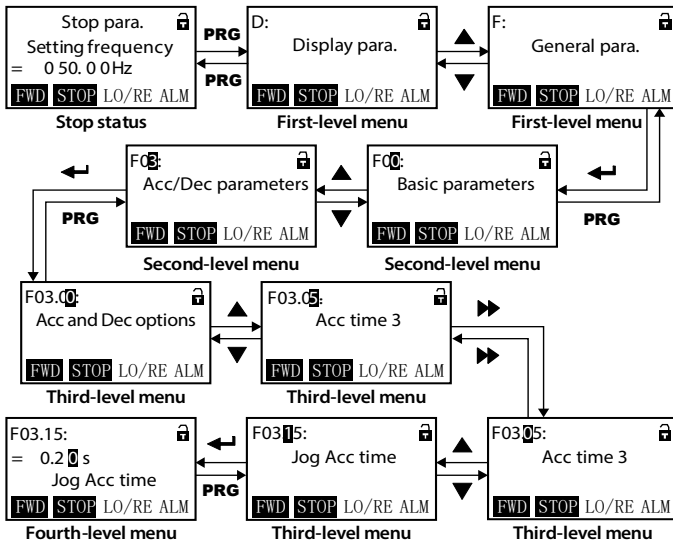 Stop para.
Setting frequency
= 0 50. 0 0Hz
FWD STOP LO/RE ALM
Stop status
PRG
PRG
D:
Display para.
FWD STOP LO/RE ALM
First-level menu
F:
General para.
FWD STOP LO/RE ALM
First-level menu
F03:
Acc/Dec parameters
FWD STOP LO/RE ALM
Second-level menu
F00:
Basic parameters
FWD STOP LO/RE ALM
Second-level menu
PRG
PRG
F03.00:
Acc and Dec options
FWD STOP LO/RE ALM
Third-level menu
F03.05:
Acc time 3
FWD STOP LO/RE ALM
Third-level menu
F03.15:
= 0.2 0 s
Jog Acc time
FWD STOP LO/RE ALM
Fourth-level menu
PRG
F03.15:
Jog Acc time
FWD STOP LO/RE ALM
Third-level menu
F03.05:
Acc time 3
FWD STOP LO/RE ALM
Third-level menu